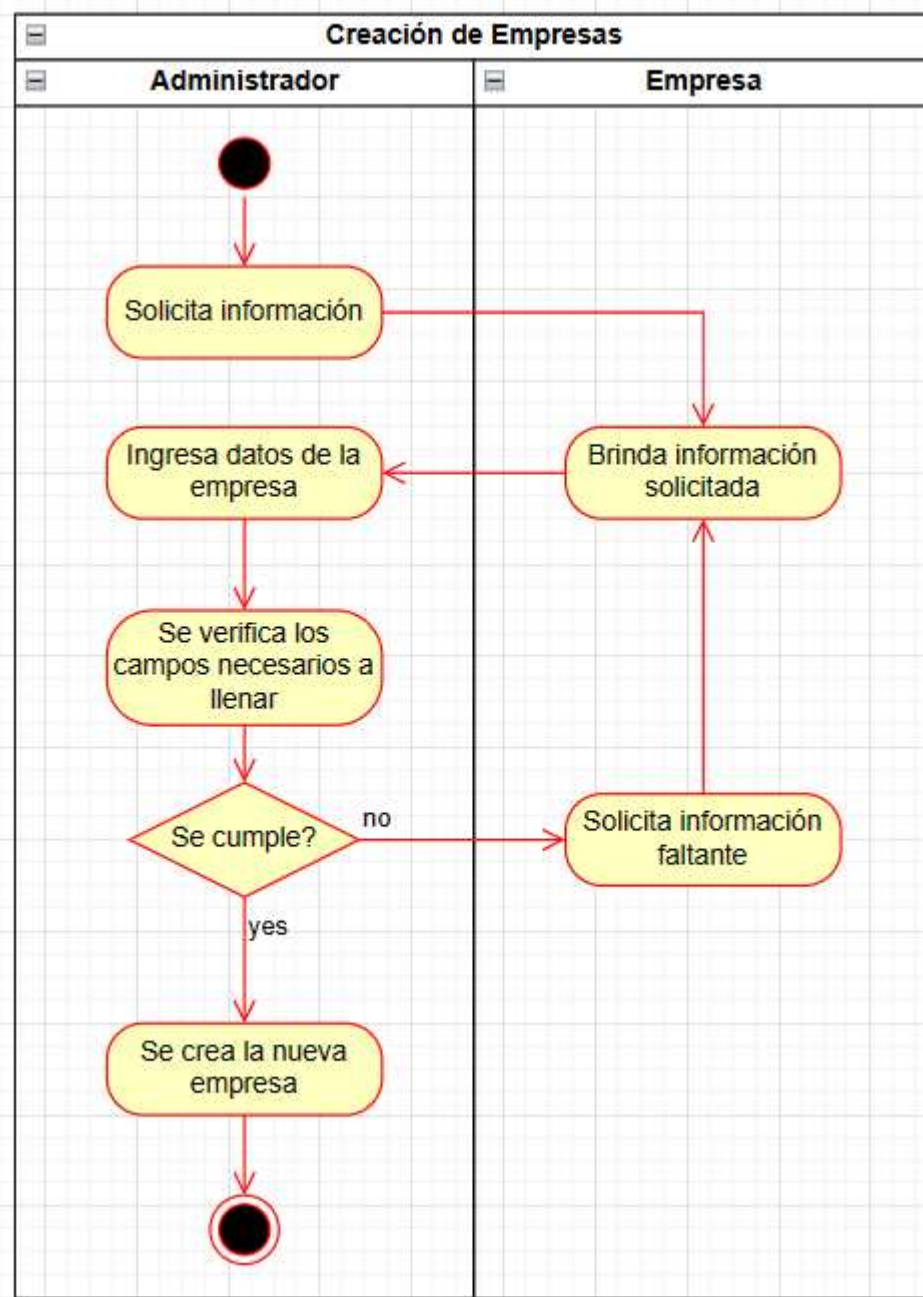 Creación de Empresas
Administrador
Empresa
Solicita información
Ingresa datos de la
empresa
Brinda información
solicitada
Se verifica los
campos necesarios a
llenar
Se cumple?
no
Solicita información
faltante
yes
Se crea la nueva
empresa